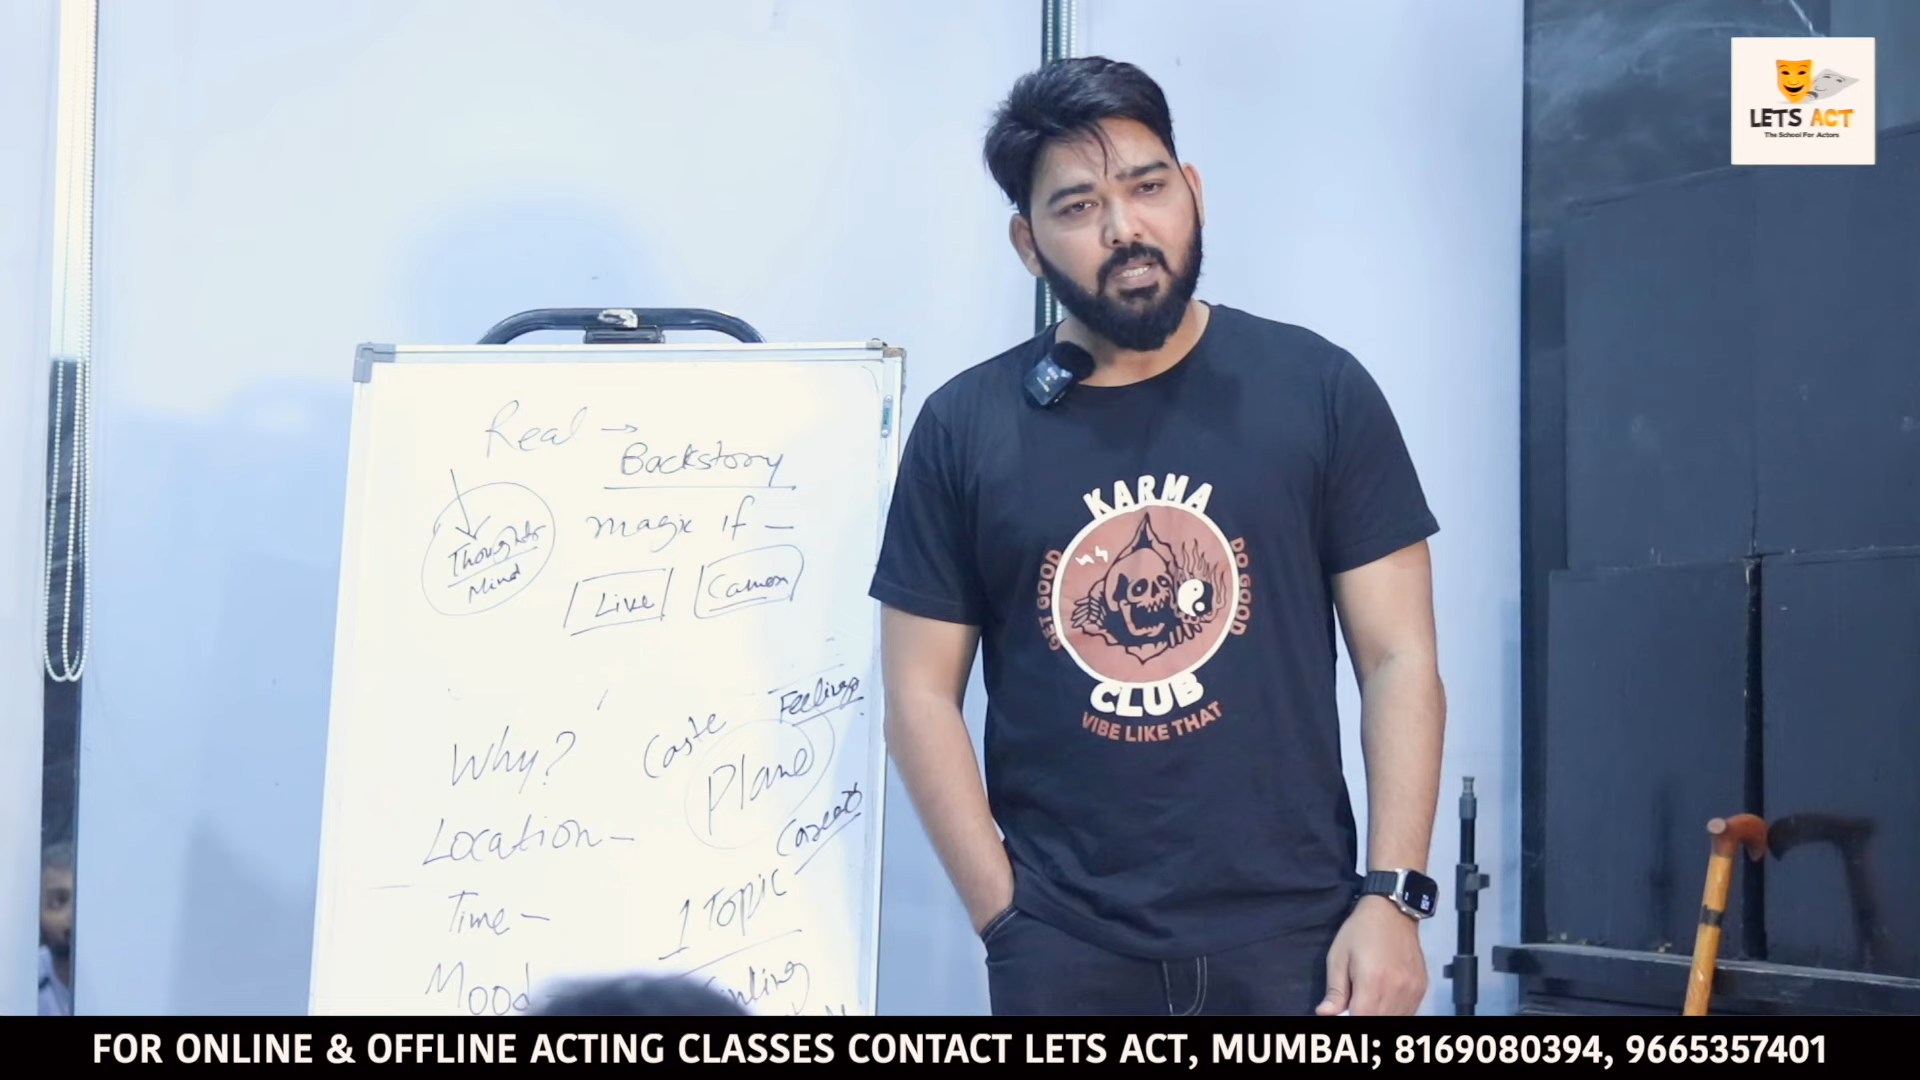 LETS ACT
The School For Actors
Real →
Backstory
Thoughts
Mind
magic if -
Live
Camera
Why?
Caste
Feelings
Plane
Location -
Career
Time -
1 Topic
Mood -
KARMA
GET GOOD
DO GOOD
CLUB
VIBE LIKE THAT
FOR ONLINE & OFFLINE ACTING CLASSES CONTACT LETS ACT, MUMBAI; 8169080394, 9665357401